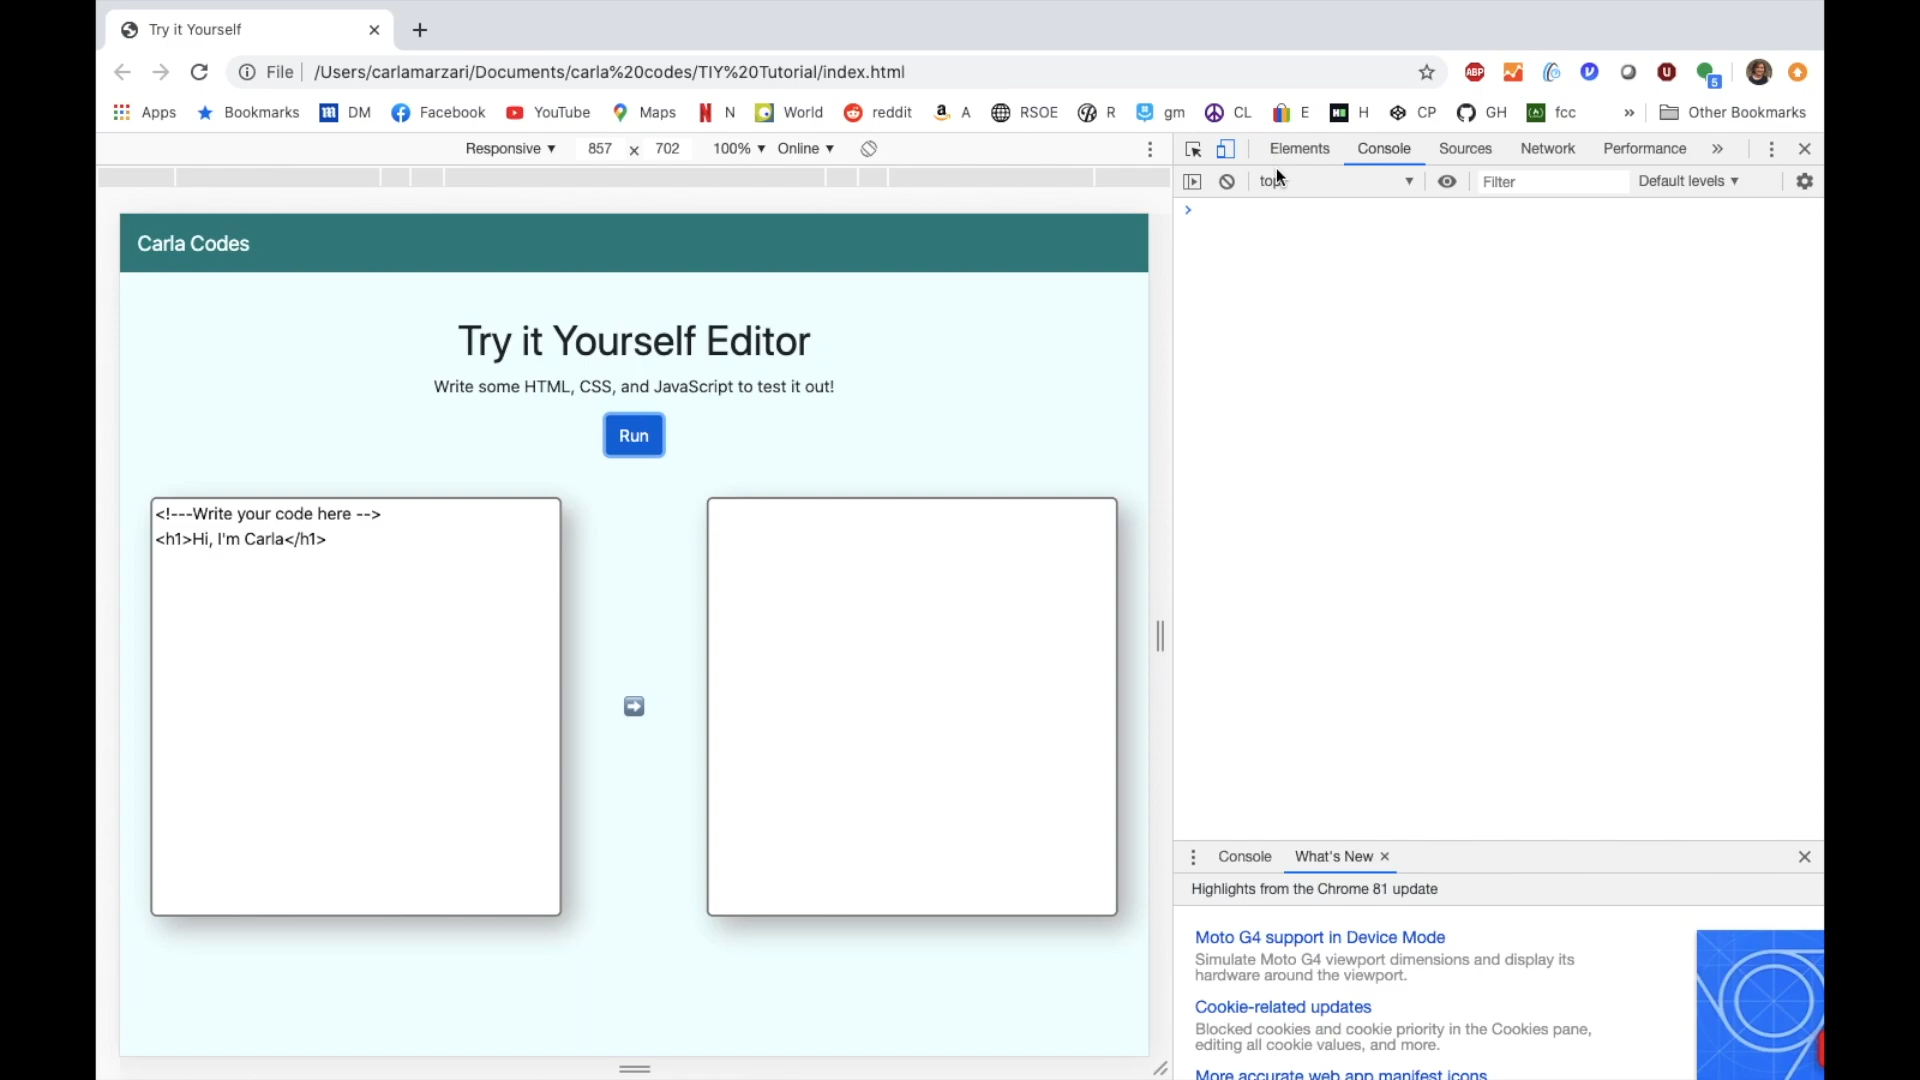 Try it Yourself
File /Users/carlamarzari/Documents/carla%20codes/TIY%20Tutorial/index.html
ABP
5
Apps Bookmarks DM Facebook YouTube Maps N World reddit A RSOE R gm CL E H CP GH fcc » Other Bookmarks
Responsive 857 x 702 100% Online
Elements Console Sources Network Performance »
top Filter Default levels
Carla Codes
Try it Yourself Editor
Write some HTML, CSS, and JavaScript to test it out!
Run
<!---Write your code here -->
<h1>Hi, I'm Carla</h1>
Console What's New
Highlights from the Chrome 81 update
Moto G4 support in Device Mode
Simulate Moto G4 viewport dimensions and display its
hardware around the viewport.
Cookie-related updates
Blocked cookies and cookie priority in the Cookies pane,
editing all cookie values, and more.
More accurate web app manifest icons